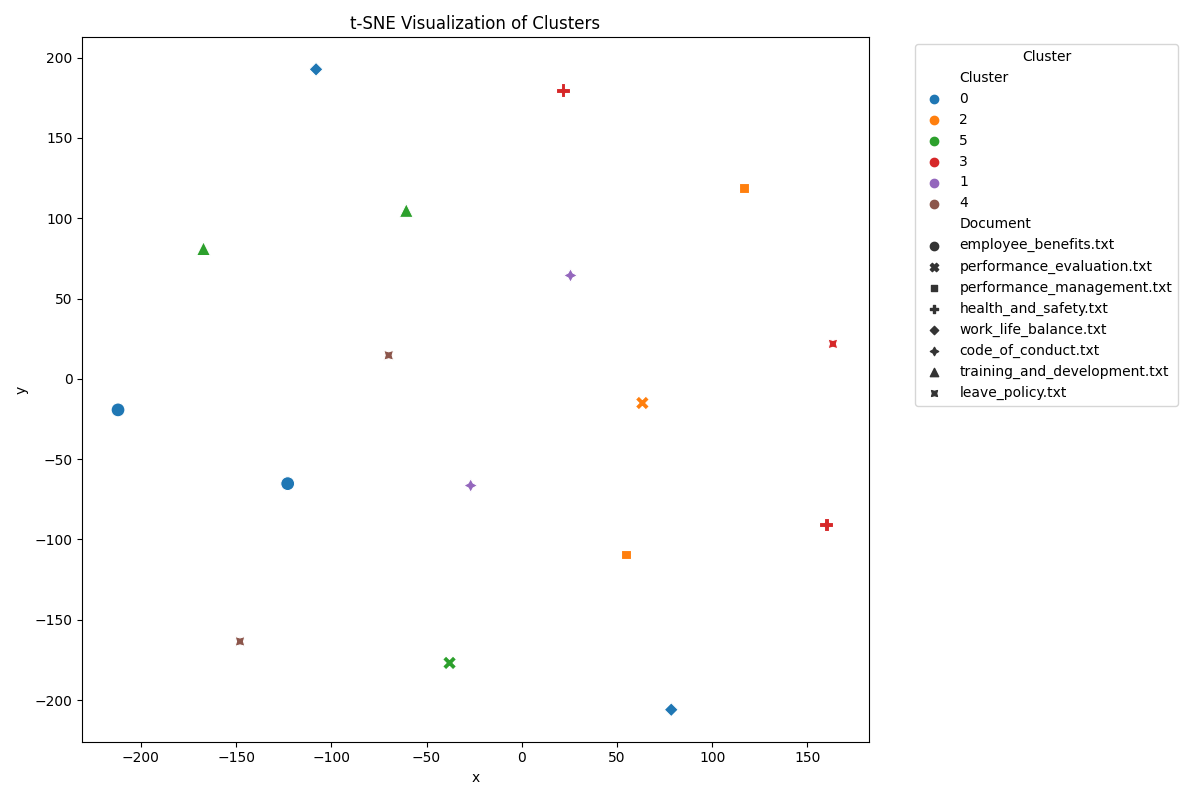 t-SNE Visualization of Clusters
200
150
100
50
0
−50
−100
−150
−200
y
−200
−150
−100
−50
0
50
100
150
x
Cluster
Cluster
0
2
5
3
1
4
Document
employee_benefits.txt
performance_evaluation.txt
performance_management.txt
health_and_safety.txt
work_life_balance.txt
code_of_conduct.txt
training_and_development.txt
leave_policy.txt